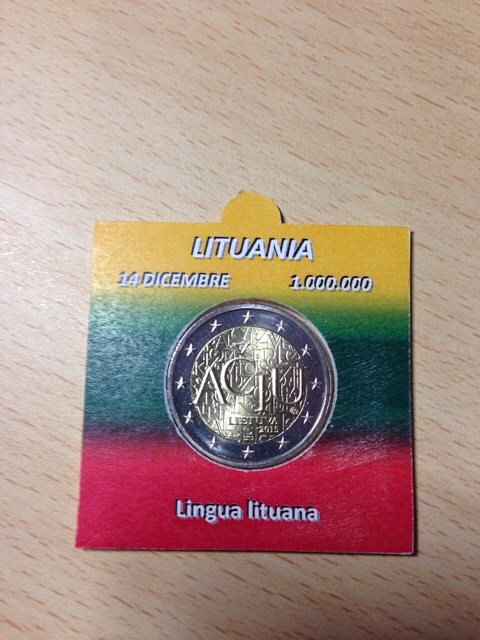 LITUANIA
14 DICEMBRE 1.000.000
AČIŪ
LIETUVA
2015
Lingua lituana